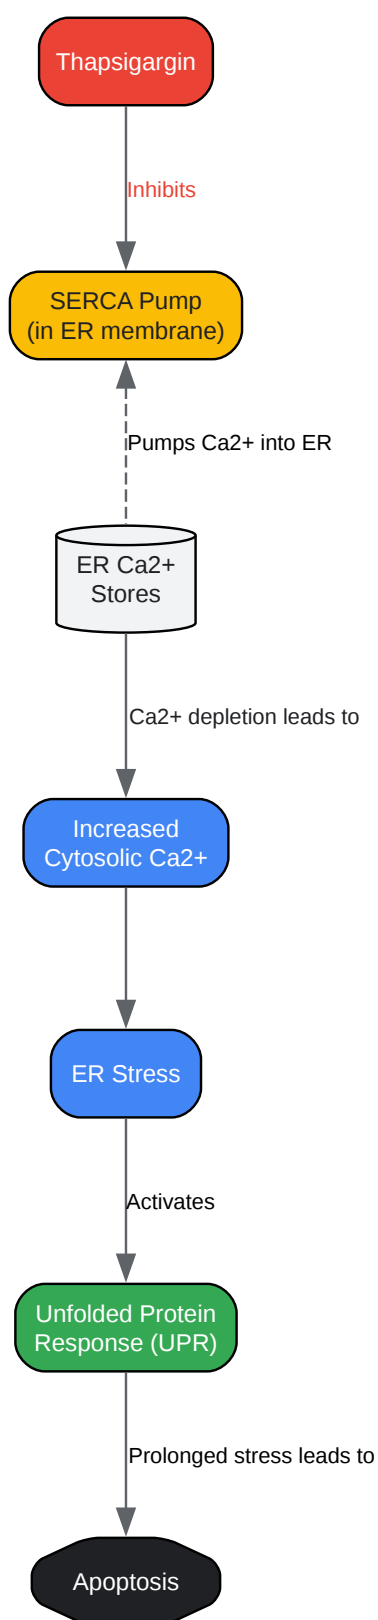 Thapsigargin
Inhibits
SERCA Pump
(in ER membrane)
Pumps Ca2+ into ER
ER Ca2+
Stores
Ca2+ depletion leads to
Increased
Cytosolic Ca2+
ER Stress
Activates
Unfolded Protein
Response (UPR)
Prolonged stress leads to
Apoptosis